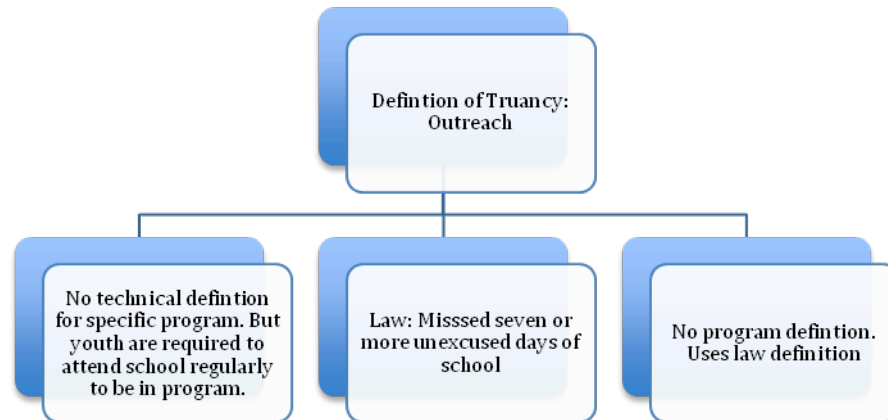 Defintion of Truancy:
Outreach
No technical defintion
for specific program. But
youth are required to
attend school regularly
to be in program.
Law: Misssed seven or
more unexcused days of
school
No program defintion.
Uses law definition